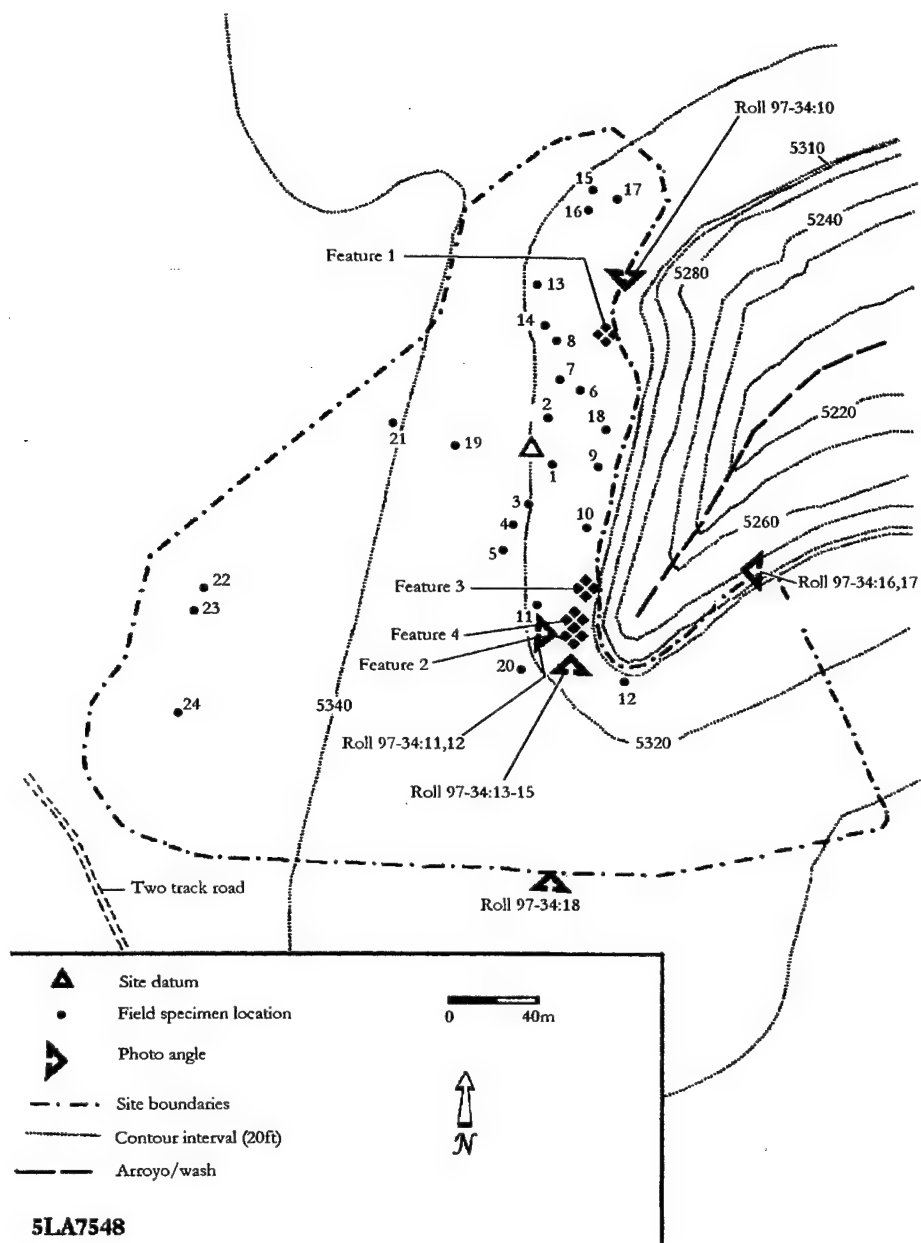 Roll 97-34:10
5310
15
17
16
5240
Feature 1
5280
13
14
8
7
6
2
5220
18
21
19
1
9
3
10
4
5260
5
22
Feature 3
Roll 97-34:16,17
23
11
Feature 4
Feature 2
20
12
24
5340
5320
Roll 97-34:11,12
Roll 97-34:13-15
Two track road
Roll 97-34:18
Site datum
Field specimen location
0 40m
Photo angle
Site boundaries
Contour interval (20ft)
N
Arroyo/wash
5LA7548